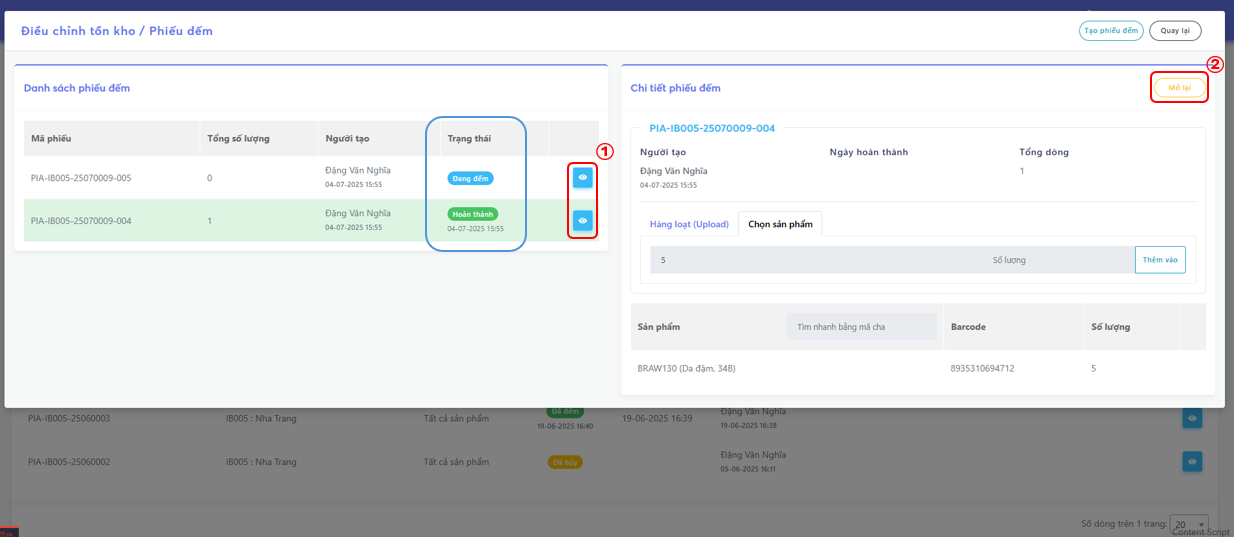 Điều chỉnh tồn kho / Phiếu đếm
Tạo phiếu đếm
Quay lại
Danh sách phiếu đếm
Mã phiếu
Tổng số lượng
Người tạo
Trạng thái
PIA-IB005-25070009-005
0
Đặng Văn Nghĩa
04-07-2025 15:55
Đang đếm
①
PIA-IB005-25070009-004
1
Đặng Văn Nghĩa
04-07-2025 15:55
Hoàn thành
04-07-2025 15:55
Chi tiết phiếu đếm
②
Mở lại
PIA-IB005-25070009-004
Người tạo
Ngày hoàn thành
Tổng dòng
Đặng Văn Nghĩa
04-07-2025 15:55
1
Hàng loạt (Upload)
Chọn sản phẩm
5
Số lượng
Thêm vào
Sản phẩm
Tìm nhanh bằng mã cha
Barcode
Số lượng
BRAW130 (Da đậm, 34B)
8935310694712
5
PIA-IB005-25060003
IB005 : Nha Trang
Tất cả sản phẩm
Đã đếm
19-06-2025 16:40
19-06-2025 16:39
Đặng Văn Nghĩa
19-06-2025 16:38
PIA-IB005-25060002
IB005 : Nha Trang
Tất cả sản phẩm
Đã hủy
Đặng Văn Nghĩa
05-06-2025 16:11
Số dòng trên 1 trang:
20
Content Script